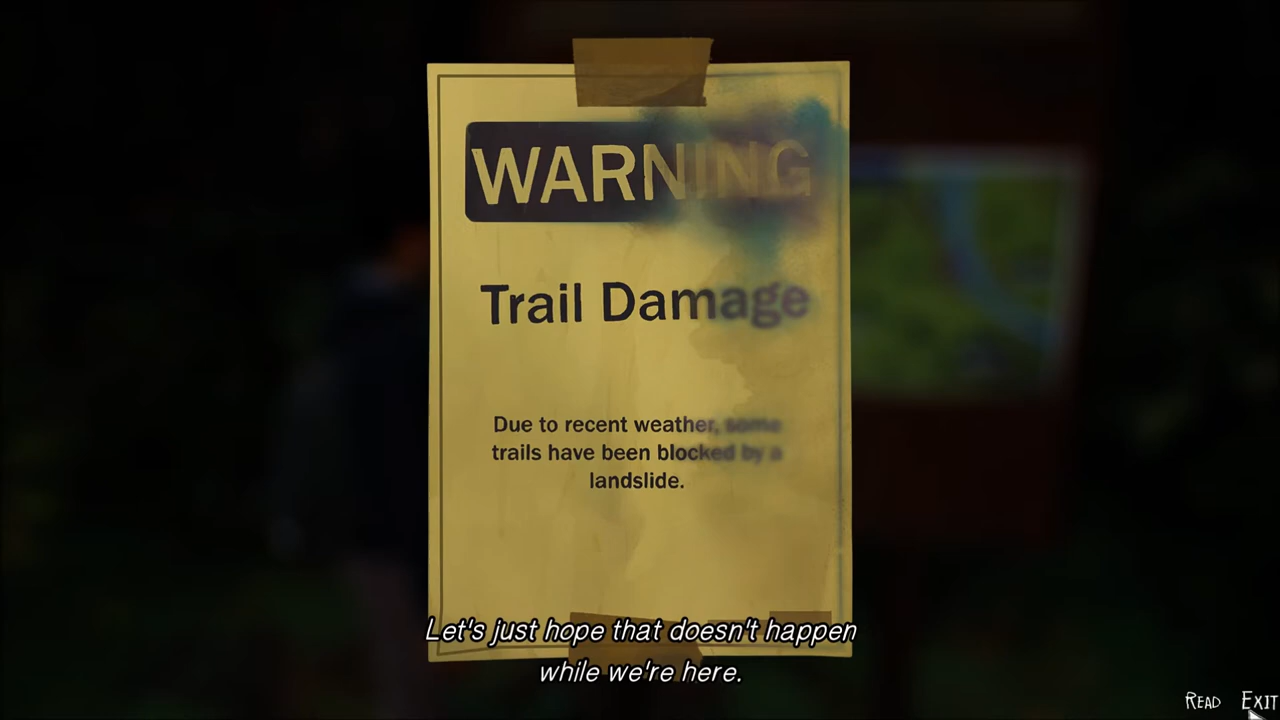 WARNING
Trail Damage
Due to recent weather, some
trails have been blocked by a
landslide.
Let's just hope that doesn't happen
while we're here.
READ EXIT